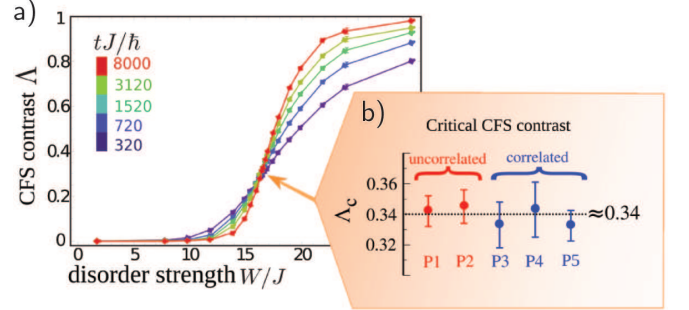 a)
tJ/ħ
8000
3120
1520
720
320
CFS contrast Λ
1
0.8
0.6
0.4
0.2
0
0 5 10 15 20
disorder strength W/J
b)
Critical CFS contrast
uncorrelated correlated
Λc
0.36
0.34
0.32
≈0.34
P1 P2 P3 P4 P5